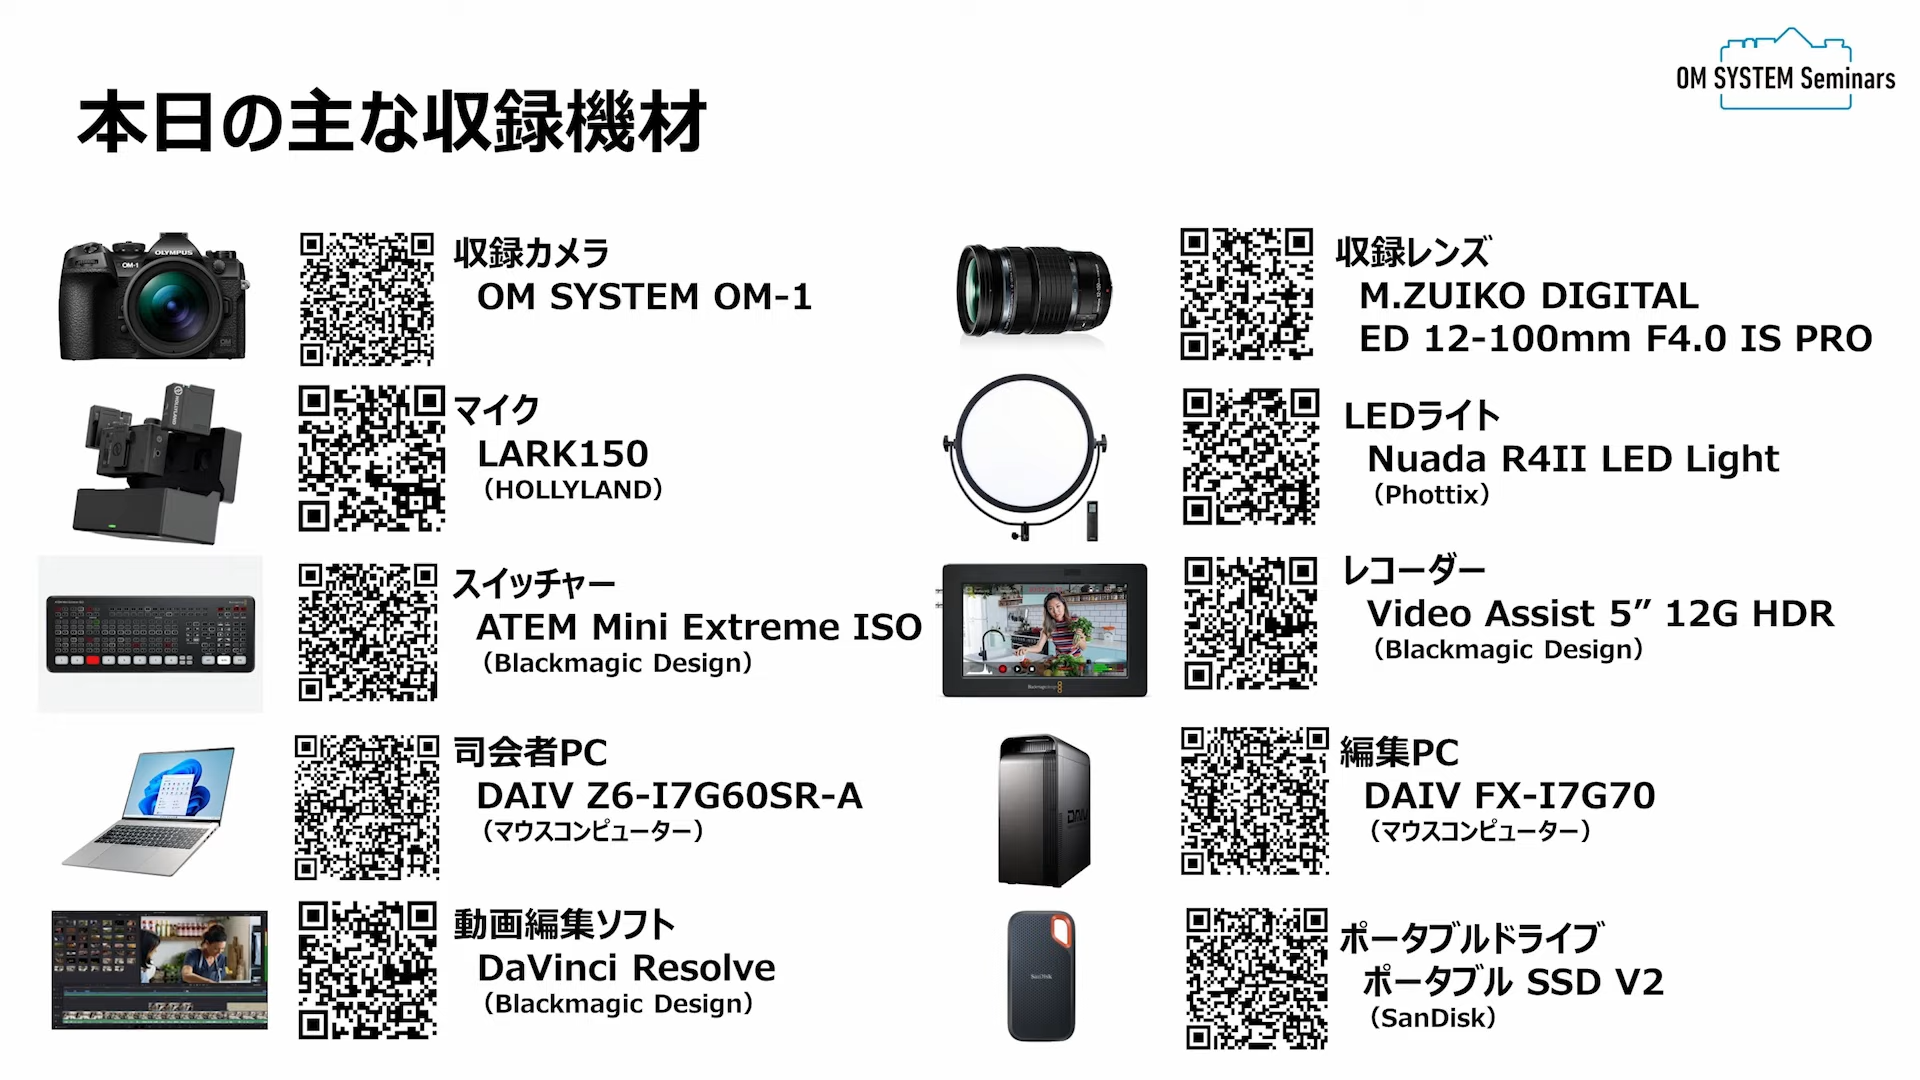 OM SYSTEM Seminars
本日の主な収録機材
OLYMPUS
OM-1
収録カメラ
OM SYSTEM OM-1
収録レンズ
M.ZUIKO DIGITAL
ED 12-100mm F4.0 IS PRO
HOLLYLAND
マイク
LARK150
（HOLLYLAND）
LEDライト
Nuada R4II LED Light
（Phottix）
スイッチャー
ATEM Mini Extreme ISO
（Blackmagic Design）
レコーダー
Video Assist 5” 12G HDR
（Blackmagic Design）
司会者PC
DAIV Z6-I7G60SR-A
（マウスコンピューター）
DAIV
編集PC
DAIV FX-I7G70
（マウスコンピューター）
動画編集ソフト
DaVinci Resolve
（Blackmagic Design）
SanDisk
ポータブルドライブ
ポータブル SSD V2
（SanDisk）